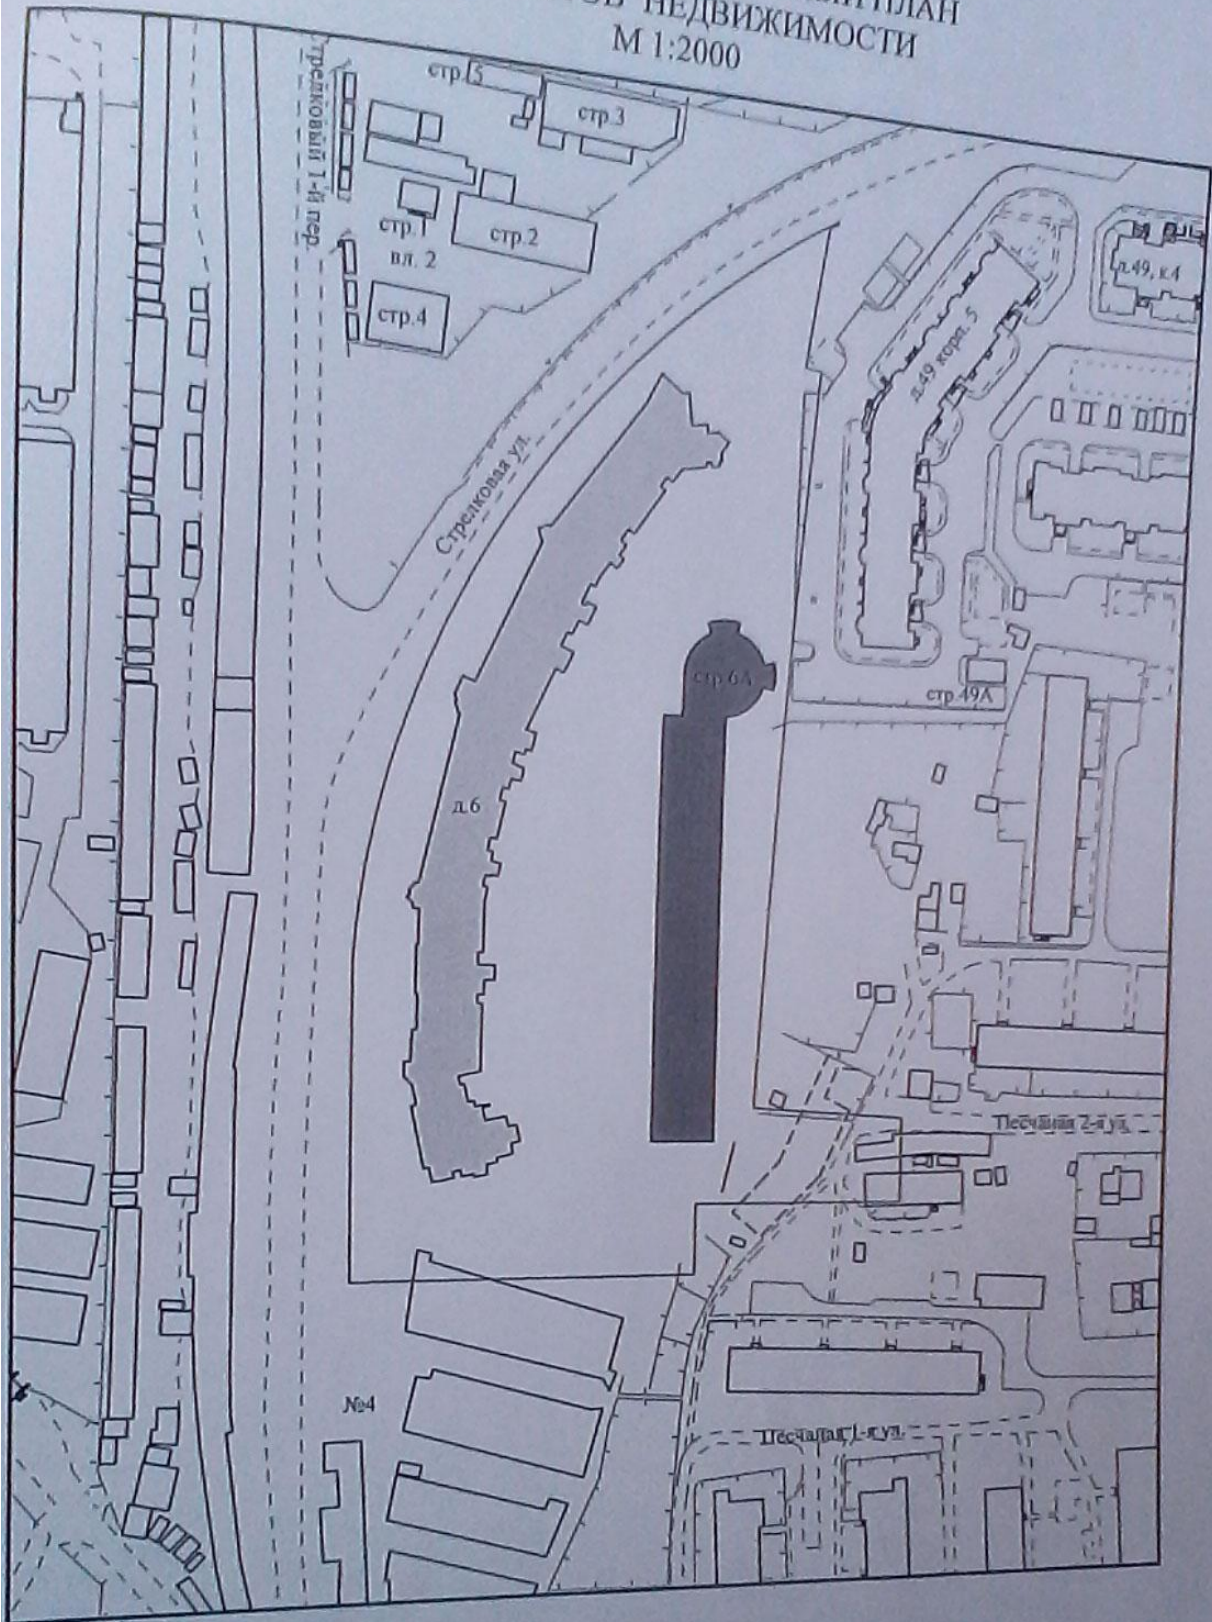 ПЛАН
НЕДВИЖИМОСТИ
М 1:2000
стр.5
стр.3
Стрелковый 1-й пер.
стр.1
стр.2
вл. 2
стр.4
д.49, к.4
д.49 корп. 5
Стрелковая ул.
стр.6А
стр.49А
д.6
Песчаная 2-я ул.
№4
Песчаная 1-я ул.